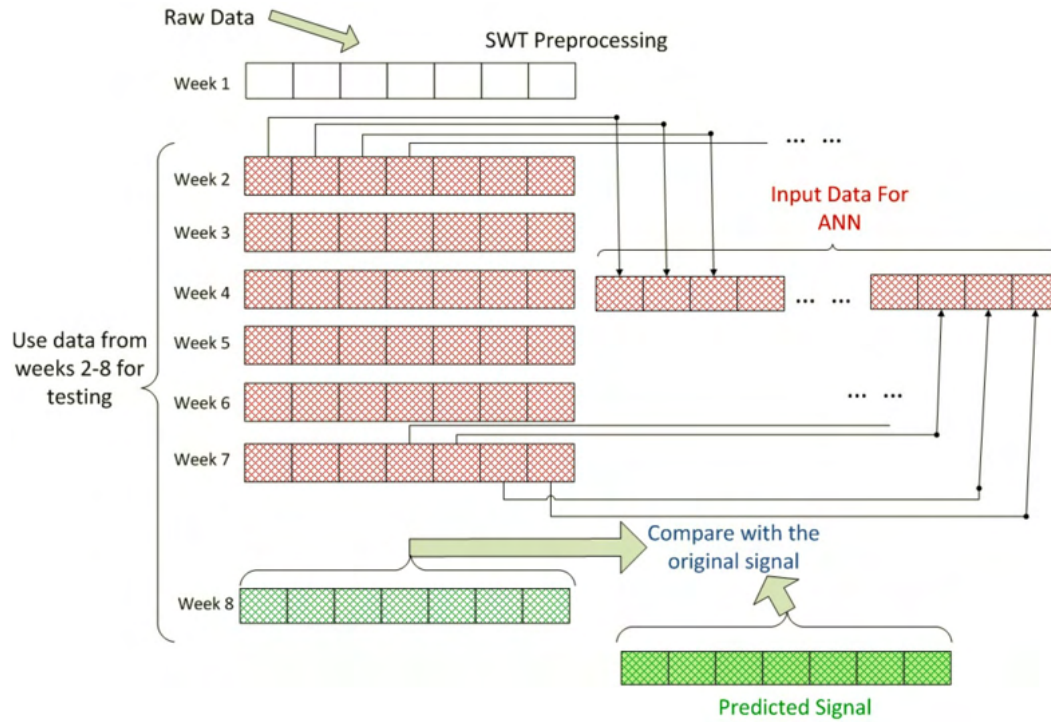 Raw Data
SWT Preprocessing
Week 1
... ...
Week 2
Input Data For
ANN
Week 3
Week 4
... ...
Use data from
weeks 2-8 for
testing
Week 5
Week 6
... ...
Week 7
Compare with the
original signal
Week 8
Predicted Signal